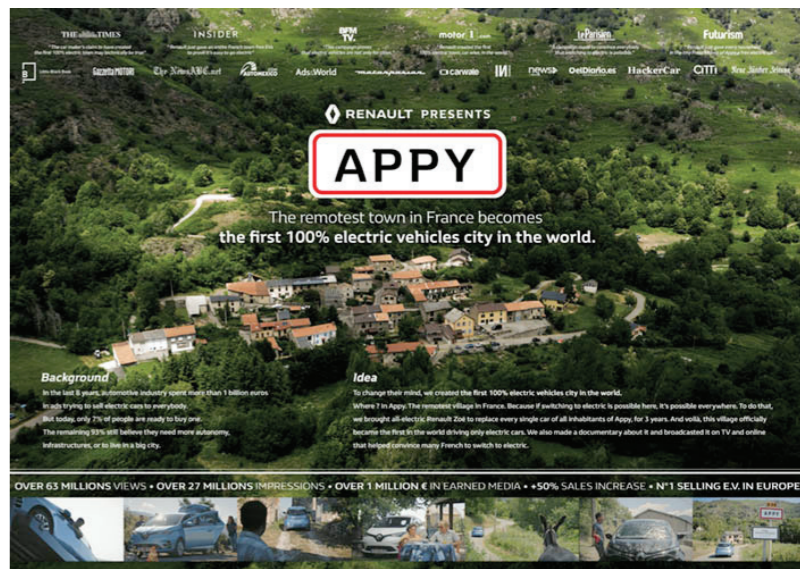 THE TIMES
INSIDER
BFM
TV.
motor1.com
Le Parisien
Futurism
Gazzetta MOTORI
The NewsABC.net
AUTOMEXICO
Ads of the World
motorpasion
carwale
news
OelDiario.es
HackerCar
CiTTi
RENAULT PRESENTS
APPY
The remotest town in France becomes
the first 100% electric vehicles city in the world.
Background
In the last 8 years, automotive industry spent more than 1 billion euros
in ads trying to sell electric cars to everybody.
But today, only 7% of people are ready to buy one.
The remaining 93% still believe they need more autonomy,
infrastructures, or to live in a big city.
Idea
To change their mind, we created the first 100% electric vehicles city in the world.
Where ? in Appy. The remotest village in France. Because if switching to electric is possible here, it's possible everywhere. To do that,
we brought all-electric Renault Zoé to replace every single car of all inhabitants of Appy, for 3 years. And voilà, this village officially
became the first in the world driving only electric cars. We also made a documentary about it and broadcasted it on TV and online
that helped convince many French to switch to electric.
OVER 63 MILLIONS VIEWS • OVER 27 MILLIONS IMPRESSIONS • OVER 1 MILLION € IN EARNED MEDIA • +50% SALES INCREASE • N°1 SELLING E.V. IN EUROPE
APPY